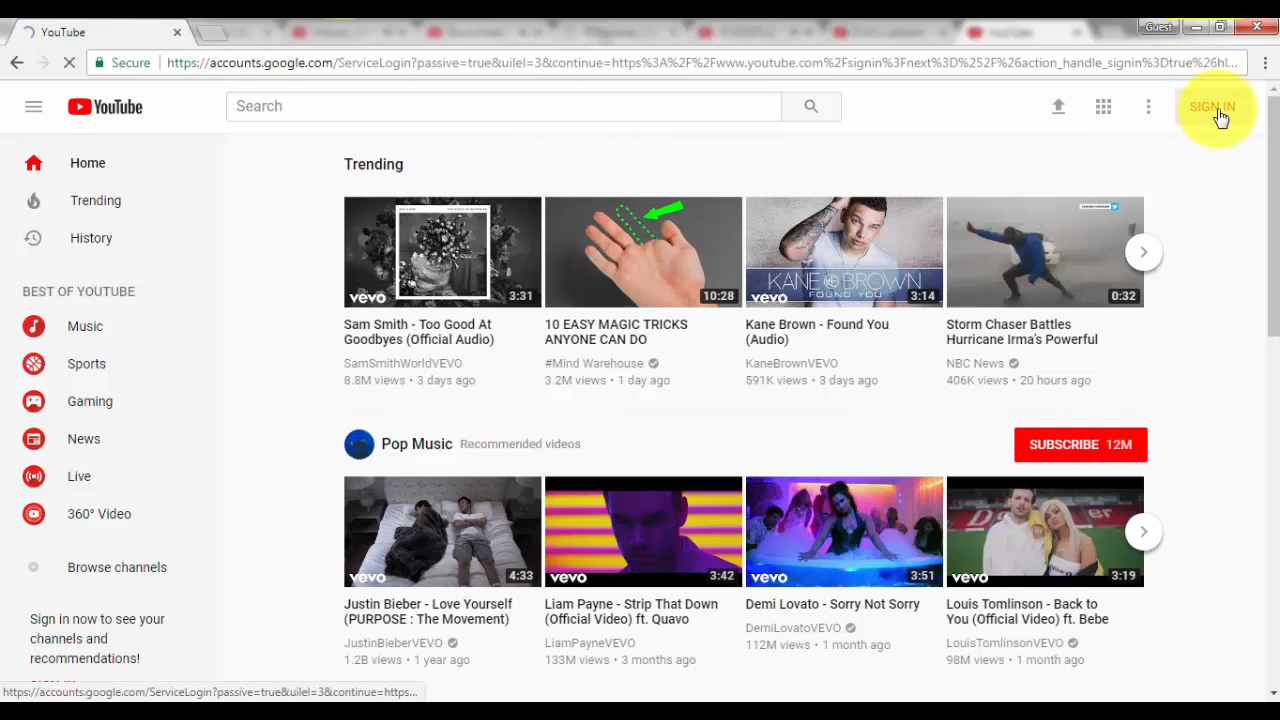 YouTube
Guest
Secure https://accounts.google.com/ServiceLogin?passive=true&uilel=3&continue=https%3A%2F%2Fwww.youtube.com%2Fsignin%3Fnext%3D%252F%26action_handle_signin%3Dtrue%26hl...
YouTube
Search
SIGN IN
Home
Trending
History
BEST OF YOUTUBE
Music
Sports
Gaming
News
Live
360° Video
Browse channels
Sign in now to see your
channels and
recommendations!
Trending
vevo
3:31
10:28
KANE BROWN
FOUND YOU
vevo
3:14
0:32
Sam Smith - Too Good At
Goodbyes (Official Audio)
SamSmithWorldVEVO
8.8M views • 3 days ago
10 EASY MAGIC TRICKS
ANYONE CAN DO
#Mind Warehouse
3.2M views • 1 day ago
Kane Brown - Found You
(Audio)
KaneBrownVEVO
591K views • 3 days ago
Storm Chaser Battles
Hurricane Irma's Powerful
NBC News
406K views • 20 hours ago
Pop Music Recommended videos
SUBSCRIBE 12M
vevo
4:33
vevo
3:42
vevo
3:51
vevo
3:19
Justin Bieber - Love Yourself
(PURPOSE : The Movement)
JustinBieberVEVO
1.2B views • 1 year ago
Liam Payne - Strip That Down
(Official Video) ft. Quavo
LiamPayneVEVO
133M views • 3 months ago
Demi Lovato - Sorry Not Sorry
DemiLovatoVEVO
112M views • 1 month ago
Louis Tomlinson - Back to
You (Official Video) ft. Bebe
LouisTomlinsonVEVO
98M views • 1 month ago
https://accounts.google.com/ServiceLogin?passive=true&uilel=3&continue=https...